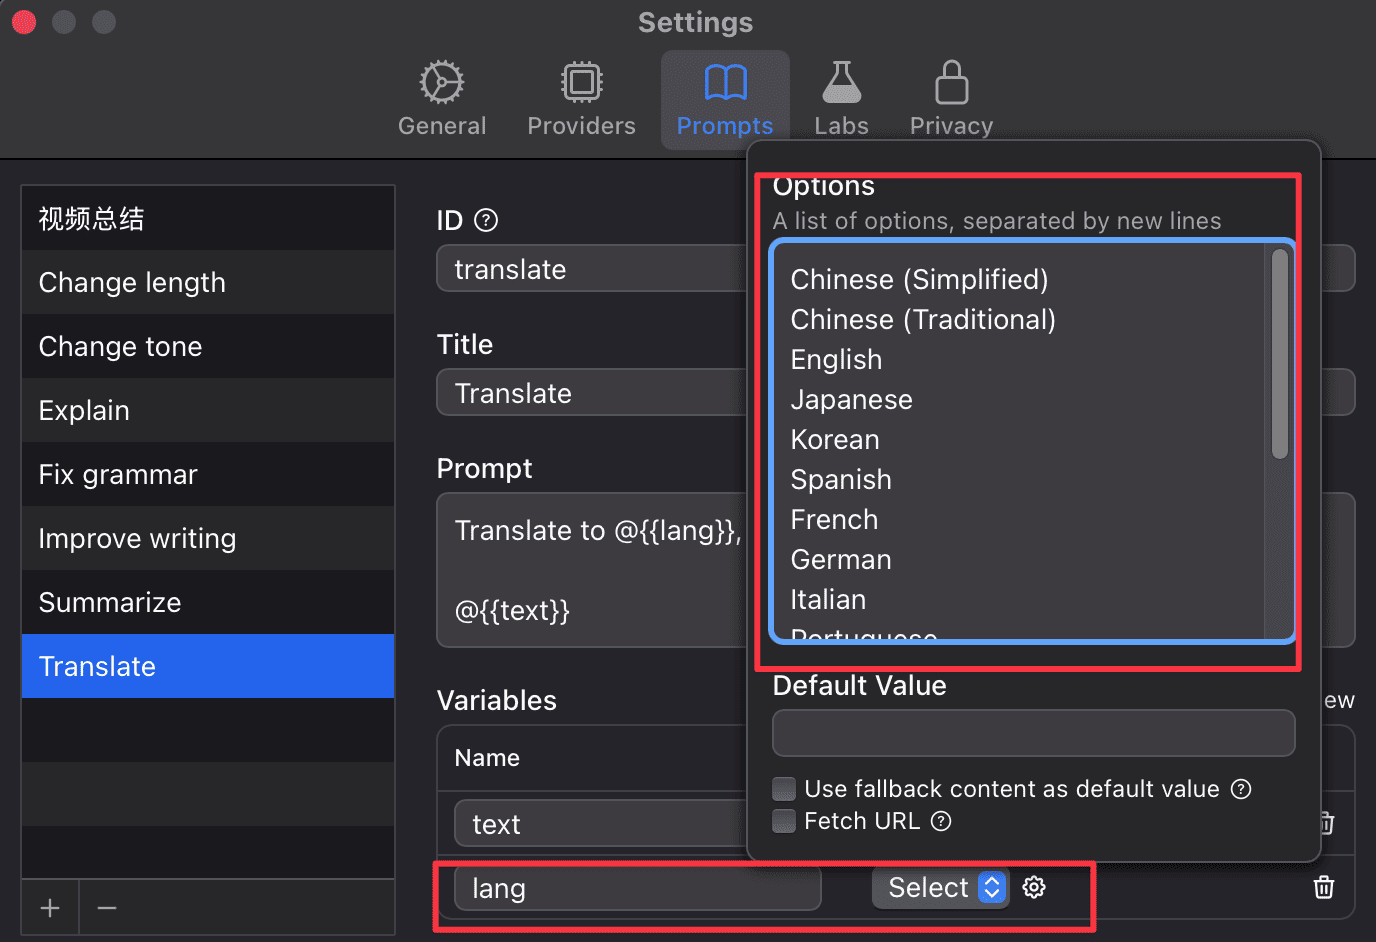 Settings
General
Providers
Prompts
Labs
Privacy
视频总结
Change length
Change tone
Explain
Fix grammar
Improve writing
Summarize
Translate
ID
translate
Title
Translate
Prompt
Translate to @{{lang}},
@{{text}}
Variables
Name
text
lang
Select
Options
A list of options, separated by new lines
Chinese (Simplified)
Chinese (Traditional)
English
Japanese
Korean
Spanish
French
German
Italian
Portuguese
Default Value
Use fallback content as default value
Fetch URL
ew